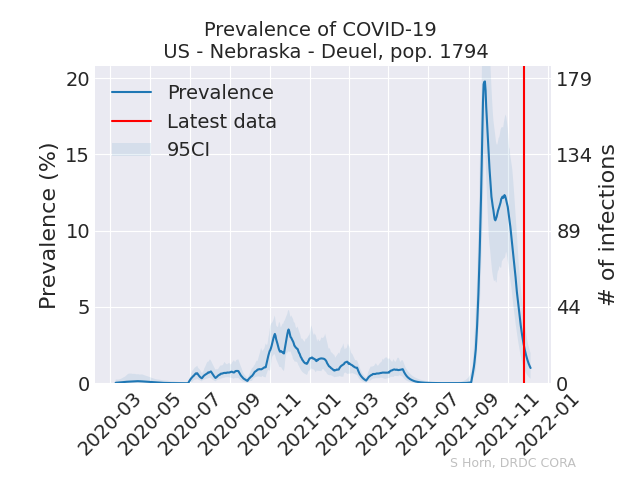 Prevalence of COVID-19
US - Nebraska - Deuel, pop. 1794
Prevalence
Latest data
95CI
Prevalence (%)
20
15
10
5
0
# of infections
179
134
89
44
0
2020-03
2020-05
2020-07
2020-09
2020-11
2021-01
2021-03
2021-05
2021-07
2021-09
2021-11
2022-01
S Horn, DRDC CORA